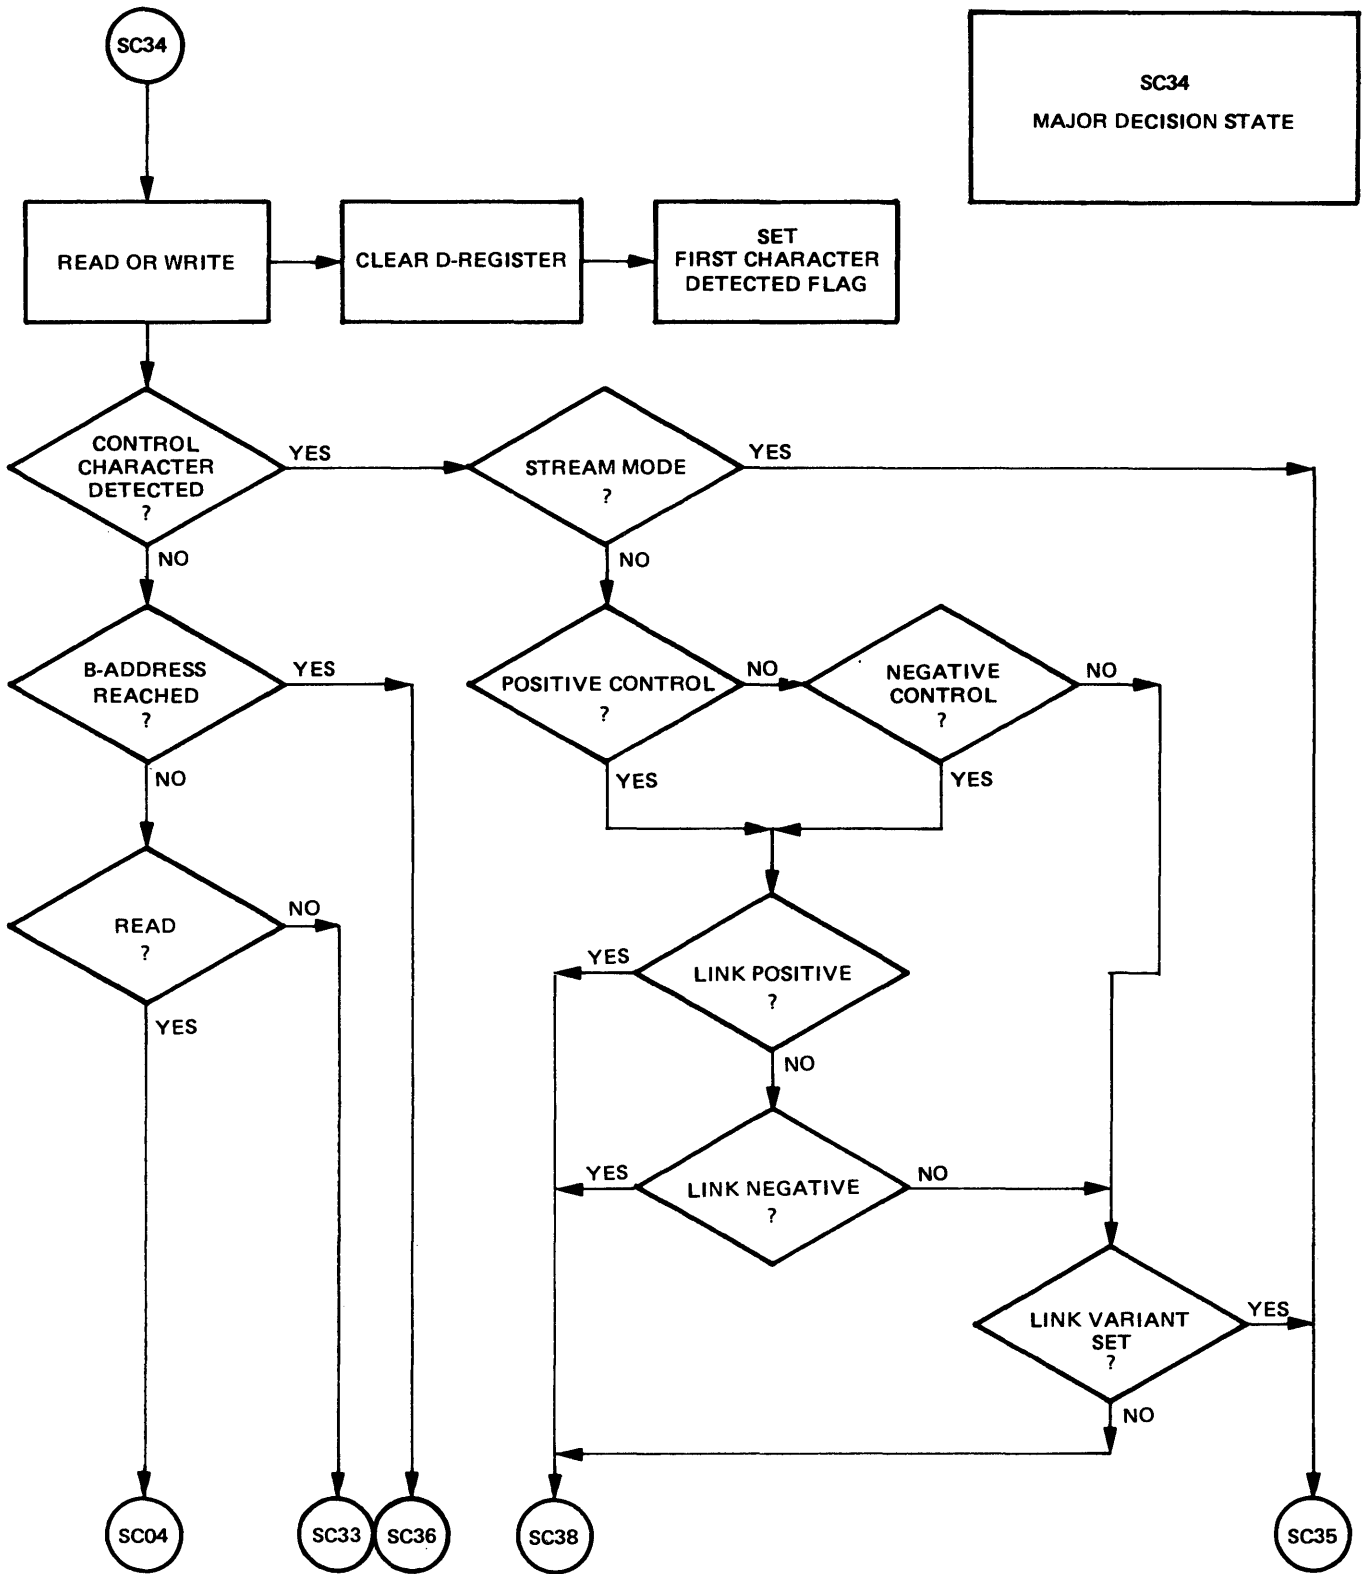 SC34
SC34
MAJOR DECISION STATE
READ OR WRITE
CLEAR D-REGISTER
SET
FIRST CHARACTER
DETECTED FLAG
CONTROL
CHARACTER
DETECTED
?
YES
STREAM MODE
?
YES
NO
NO
B-ADDRESS
REACHED
?
YES
POSITIVE CONTROL
?
NO
NEGATIVE
CONTROL
?
NO
NO
YES
YES
READ
?
NO
YES
YES
LINK POSITIVE
?
NO
YES
LINK NEGATIVE
?
NO
LINK VARIANT
SET
?
YES
NO
SC04
SC33
SC36
SC38
SC35